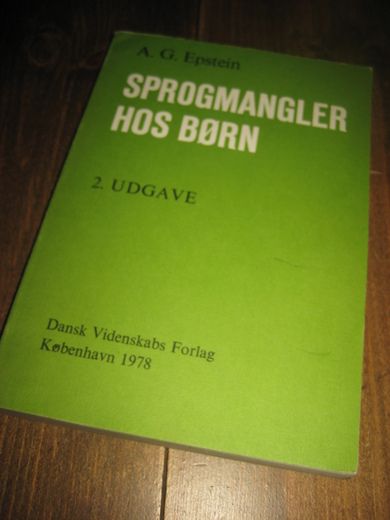 A. G. Epstein
SPROGMANGLER
HOS BØRN
2. UDGAVE
Dansk Videnskabs Forlag
København 1978